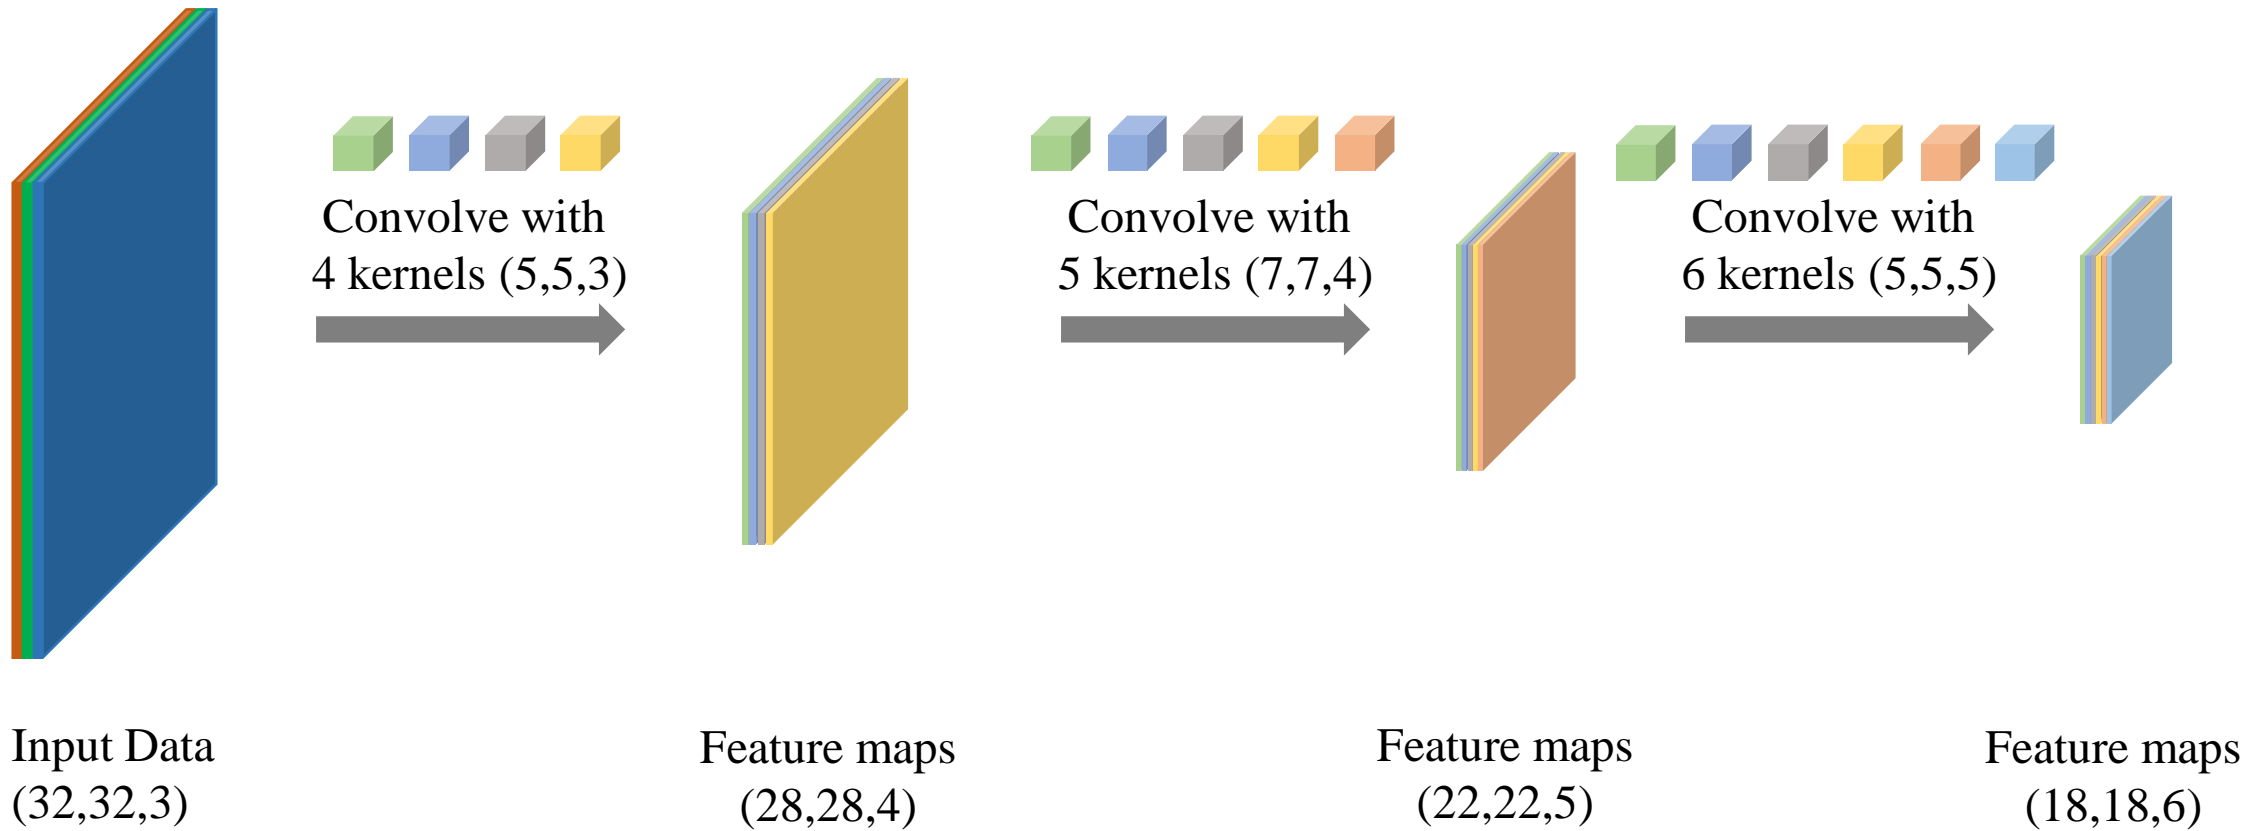 Convolve with
4 kernels (5,5,3)
Convolve with
5 kernels (7,7,4)
Convolve with
6 kernels (5,5,5)
Input Data
(32,32,3)
Feature maps
(28,28,4)
Feature maps
(22,22,5)
Feature maps
(18,18,6)